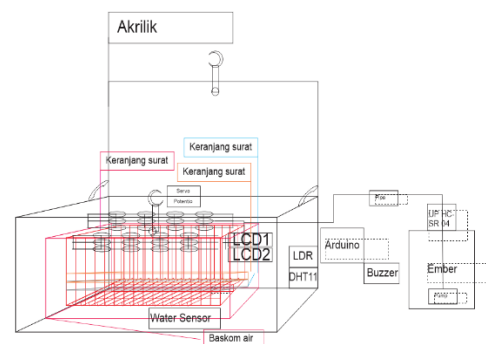 Akrilik
Keranjang surat
Keranjang surat
Keranjang surat
Servo
Potentio
LCD1
LCD2
LDR
DHT11
Arduino
Buzzer
Pipe
UP HC-
SR 04
Ember
Pump
Water Sensor
Baskom air